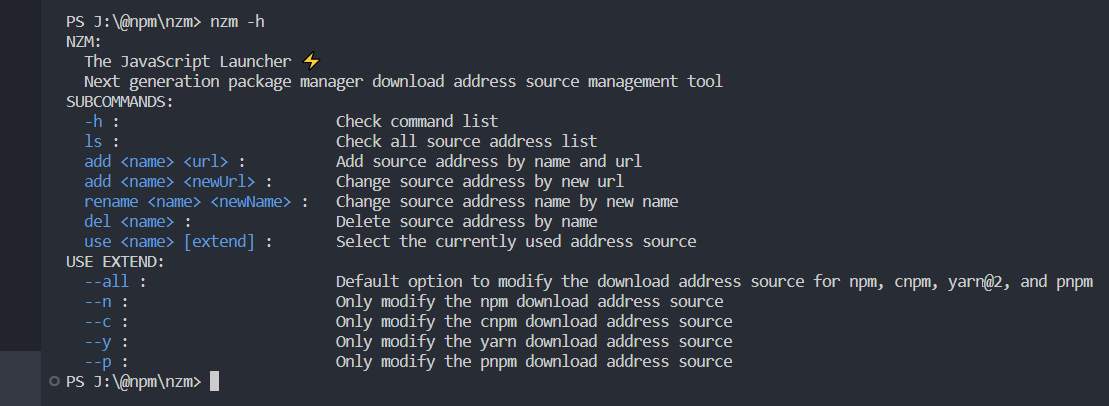 PS J:\@npm\nzm> nzm -h
NZM:
The JavaScript Launcher ⚡
Next generation package manager download address source management tool
SUBCOMMANDS:
-h : Check command list
ls : Check all source address list
add <name> <url> : Add source address by name and url
add <name> <newUrl> : Change source address by new url
rename <name> <newName> : Change source address name by new name
del <name> : Delete source address by name
use <name> [extend] : Select the currently used address source
USE EXTEND:
--all : Default option to modify the download address source for npm, cnpm, yarn@2, and pnpm
--n : Only modify the npm download address source
--c : Only modify the cnpm download address source
--y : Only modify the yarn download address source
--p : Only modify the pnpm download address source
PS J:\@npm\nzm>